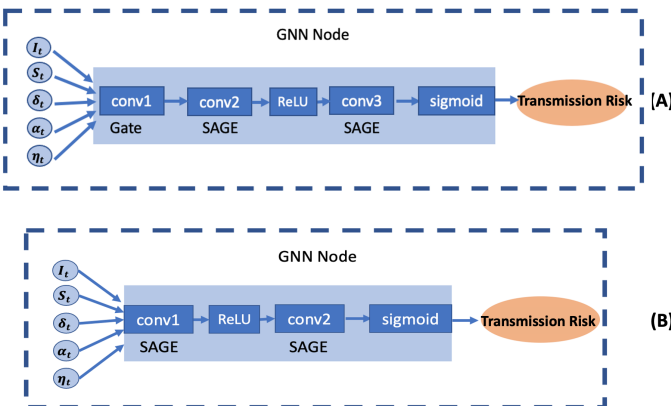 GNN Node
I_t
S_t
δ_t
α_t
η_t
conv1
conv2
ReLU
conv3
sigmoid
Transmission Risk
(A)
Gate
SAGE
SAGE
GNN Node
I_t
S_t
δ_t
α_t
η_t
conv1
ReLU
conv2
sigmoid
Transmission Risk
(B)
SAGE
SAGE